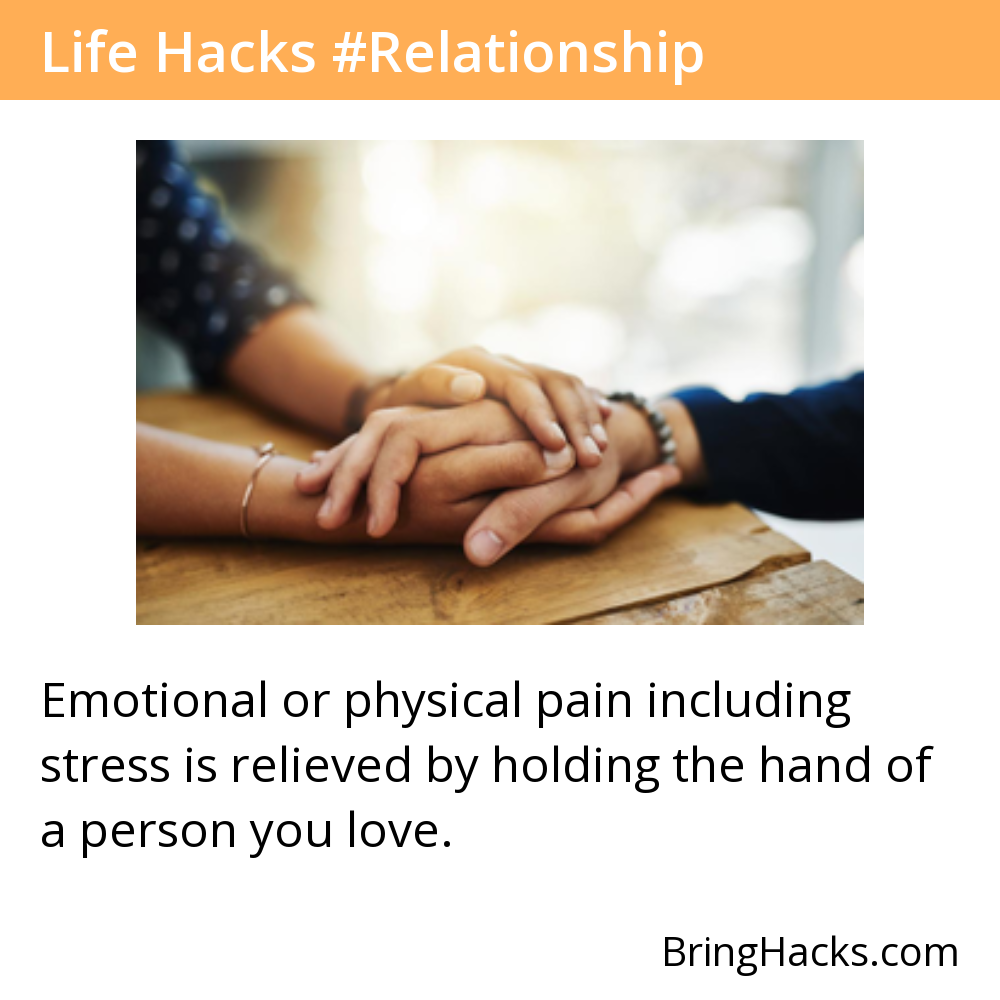 Life Hacks #Relationship
Emotional or physical pain including
stress is relieved by holding the hand of
a person you love.
BringHacks.com